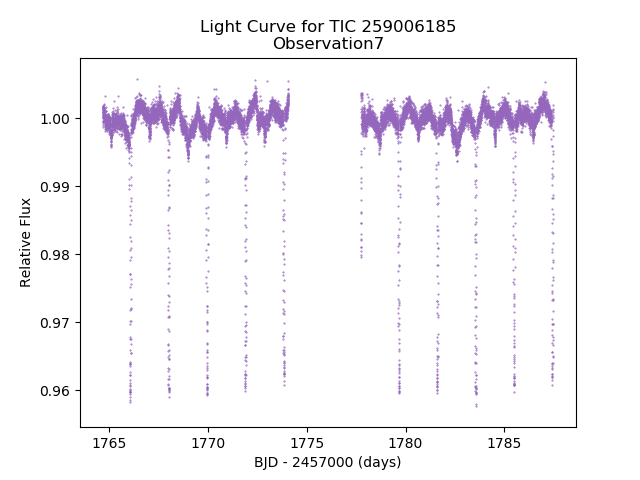 Light Curve for TIC 259006185
Observation7
1.00
0.99
0.98
0.97
0.96
Relative Flux
1765
1770
1775
1780
1785
BJD - 2457000 (days)